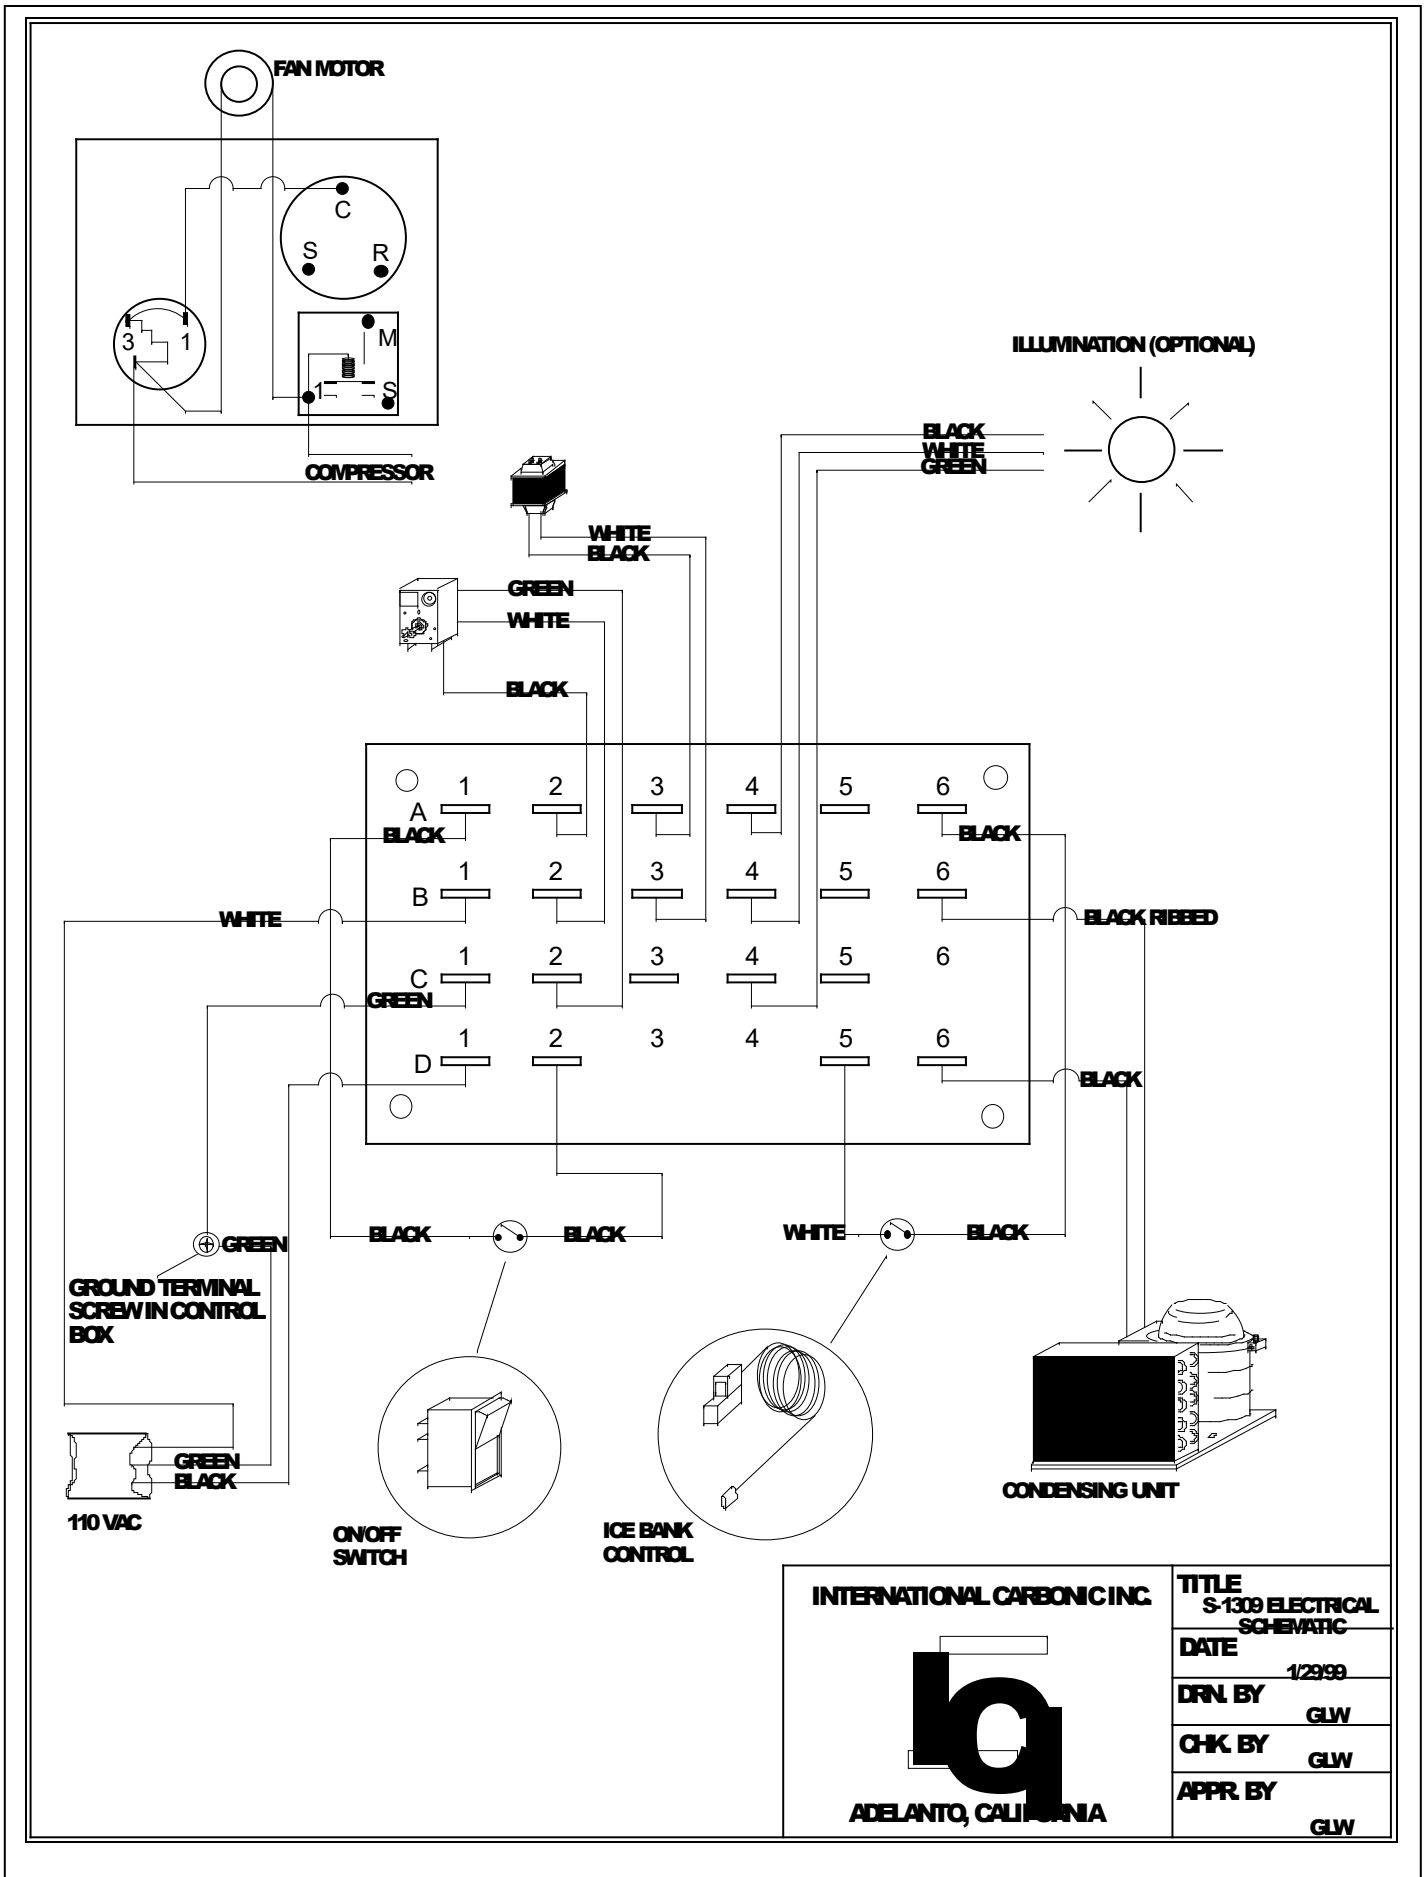 FAN MOTOR
C
S R
3 1
M
1 S
COMPRESSOR
ILLUMINATION (OPTIONAL)
BLACK
WHITE
GREEN
WHITE
BLACK
GREEN
WHITE
BLACK
1 2 3 4 5 6
A
BLACK BLACK
1 2 3 4 5 6
B
WHITE BLACK RIBBED
1 2 3 4 5 6
C
GREEN
1 2 3 4 5 6
D
BLACK
BLACK BLACK WHITE BLACK
GREEN
GROUND TERMINAL
SCREW IN CONTROL
BOX
GREEN
BLACK
110 VAC
ON/OFF
SWITCH
ICE BANK
CONTROL
CONDENSING UNIT
INTERNATIONAL CARBONIC INC.
ADELANTO, CALIFORNIA
TITLE
S-1309 ELECTRICAL
SCHEMATIC
DATE
1/29/99
DRN. BY
GLW
CHK. BY
GLW
APPR. BY
GLW